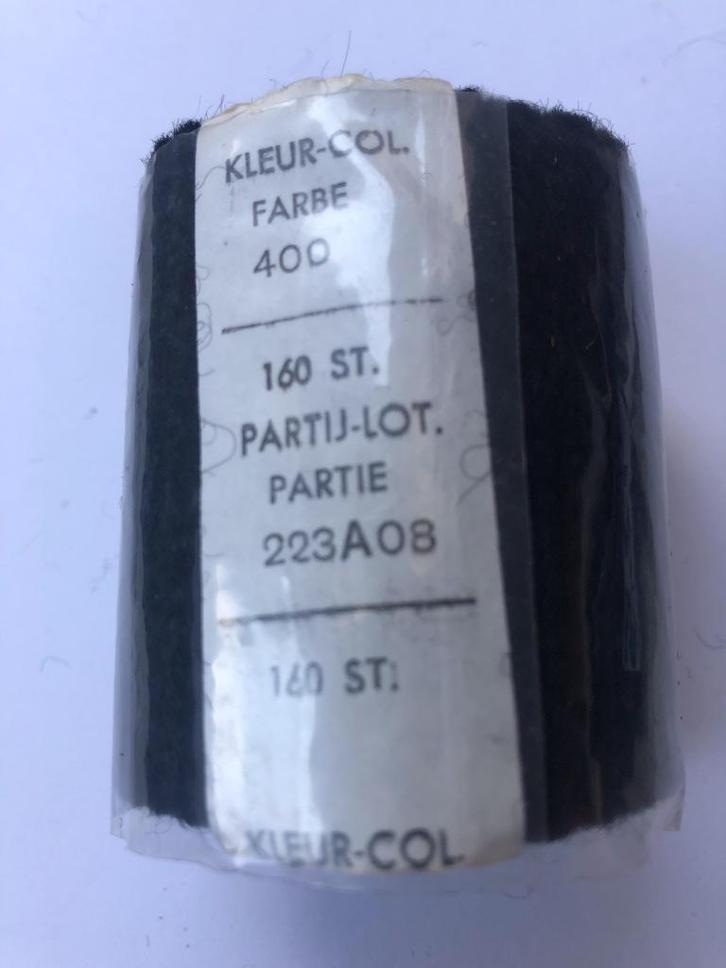 KLEUR-COL.
FARBE
400
160 ST.
PARTIJ-LOT.
PARTIE
223A08
160 ST.
KLEUR-COL.